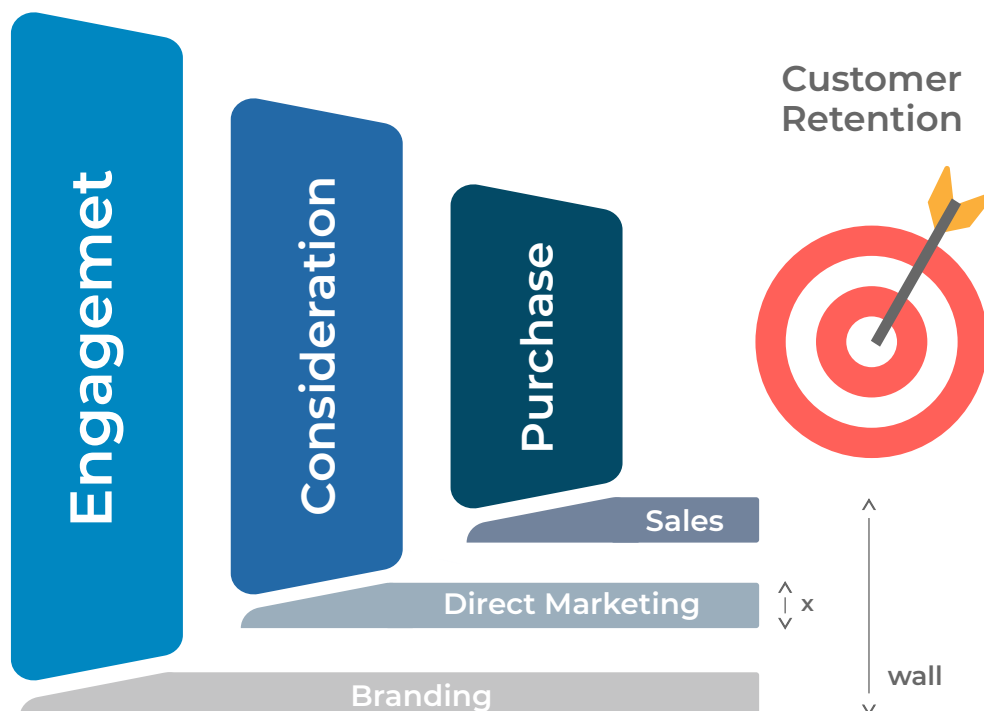 Engagemet
Consideration
Purchase
Customer
Retention
Sales
Direct Marketing
x
wall
Branding